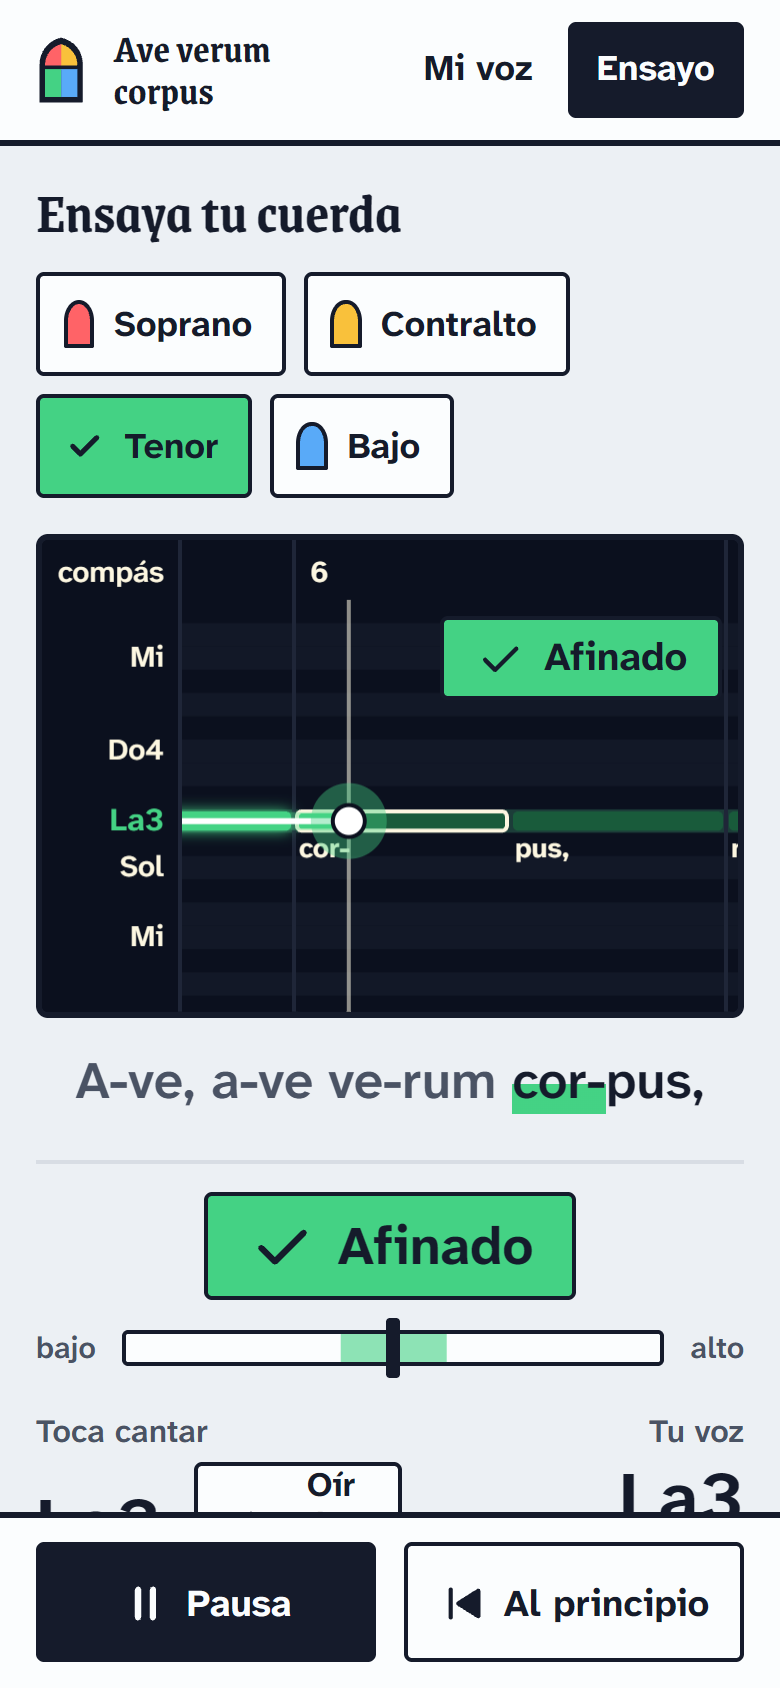 Ave verum
corpus
Mi voz
Ensayo
Ensaya tu cuerda
Soprano
Contralto
Tenor
Bajo
compás
6
Mi
Afinado
Do4
La3
cor-
pus,
Sol
Mi
A-ve, a-ve ve-rum cor-pus,
Afinado
bajo
alto
Toca cantar
Tu voz
Oír
La3
La3
Pausa
Al principio